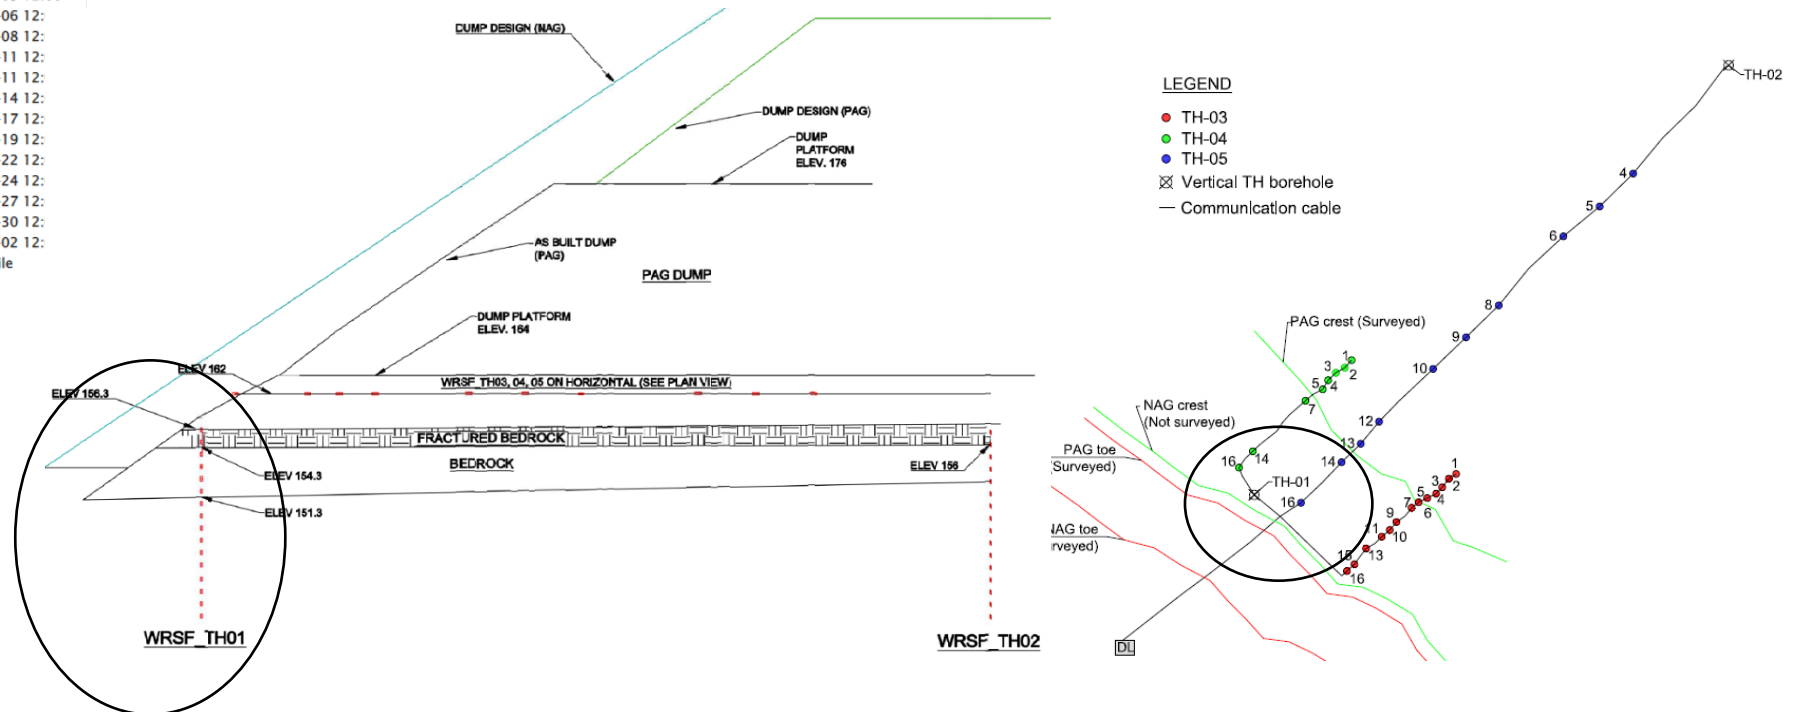 -06 12:
-08 12:
-11 12:
-11 12:
-14 12:
-17 12:
-19 12:
-22 12:
-24 12:
-27 12:
-30 12:
-02 12:
ile
DUMP DESIGN (NAG)
DUMP DESIGN (PAG)
DUMP
PLATFORM
ELEV. 176
AS BUILT DUMP
(PAG)
PAG DUMP
DUMP PLATFORM
ELEV. 164
ELEV 162
WRSF_TH03, 04, 05 ON HORIZONTAL (SEE PLAN VIEW)
ELEV 156.3
FRACTURED BEDROCK
BEDROCK
ELEV 156
ELEV 154.3
ELEV 151.3
WRSF_TH01
WRSF_TH02
LEGEND
TH-03
TH-04
TH-05
Vertical TH borehole
Communication cable
TH-02
4
5
6
8
9
10
12
13
14
16
PAG crest (Surveyed)
1
2
3
4
5
7
14
16
NAG crest
(Not surveyed)
PAG toe
(Surveyed)
TH-01
NAG toe
rveyed)
1
2
3
4
5
6
7
9
10
11
13
15
16
DL